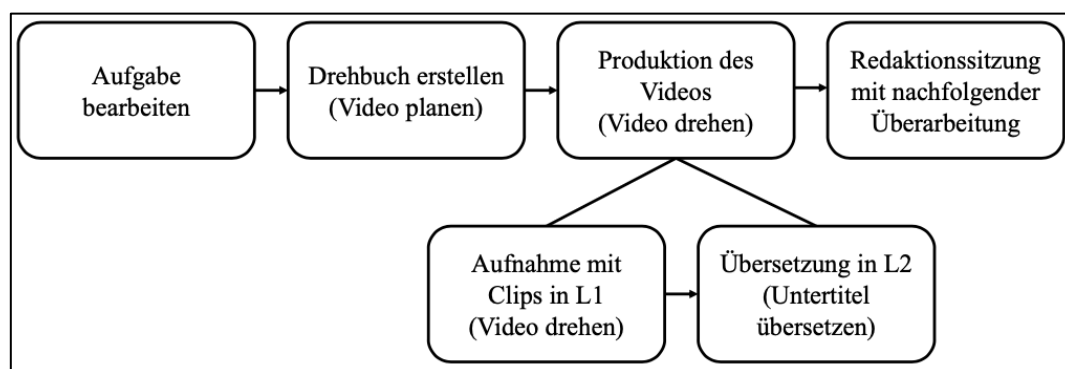 Aufgabe
bearbeiten
Drehbuch erstellen
(Video planen)
Produktion des
Videos
(Video drehen)
Redaktionssitzung
mit nachfolgender
Überarbeitung
Aufnahme mit
Clips in L1
(Video drehen)
Übersetzung in L2
(Untertitel
übersetzen)